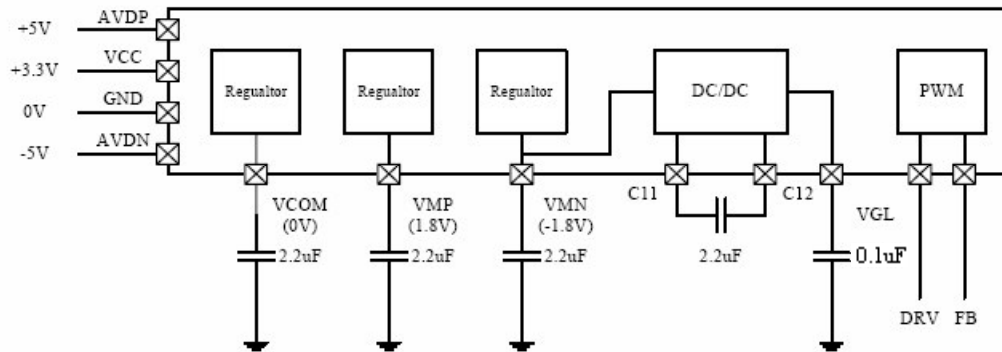 AVDP
+5V
VCC
+3.3V
GND
0V
AVDN
-5V
Regualtor
Regualtor
Regualtor
DC/DC
PWM
VCOM
(0V)
2.2uF
VMP
(1.8V)
2.2uF
VMN
(-1.8V)
2.2uF
C11
C12
2.2uF
VGL
0.1uF
DRV
FB